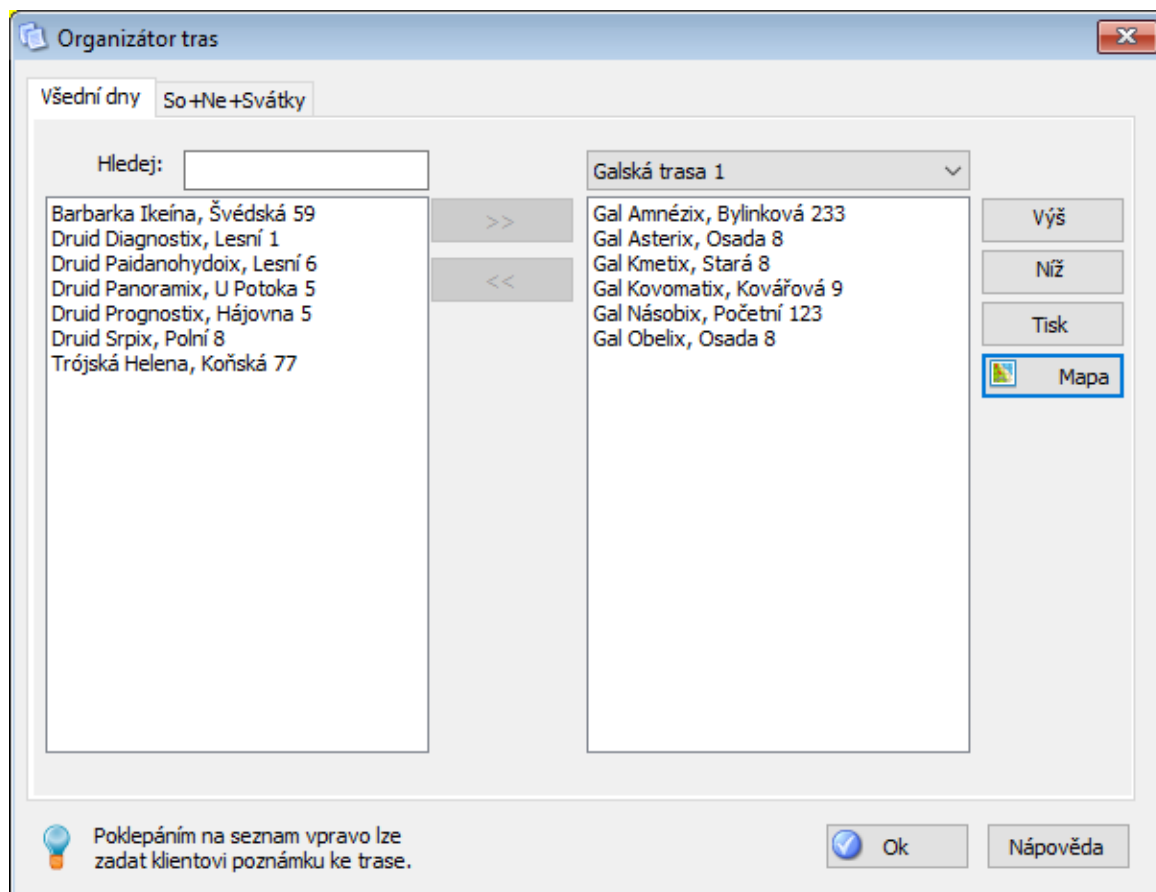 Organizátor tras
Všední dny
So+Ne+Svátky
Hledej:
Barbarka Ikeína, Švédská 59
Druid Diagnostix, Lesní 1
Druid Paidanohydoix, Lesní 6
Druid Panoramix, U Potoka 5
Druid Prognostix, Hájovna 5
Druid Srpix, Polní 8
Trójská Helena, Koňská 77
>>
<<
Galská trasa 1
Gal Amnézix, Bylinková 233
Gal Asterix, Osada 8
Gal Kmetix, Stará 8
Gal Kovomatix, Kovářová 9
Gal Násobix, Početní 123
Gal Obelix, Osada 8
Výš
Níž
Tisk
Mapa
Poklepáním na seznam vpravo lze
zadat klientovi poznámku ke trase.
Ok
Nápověda